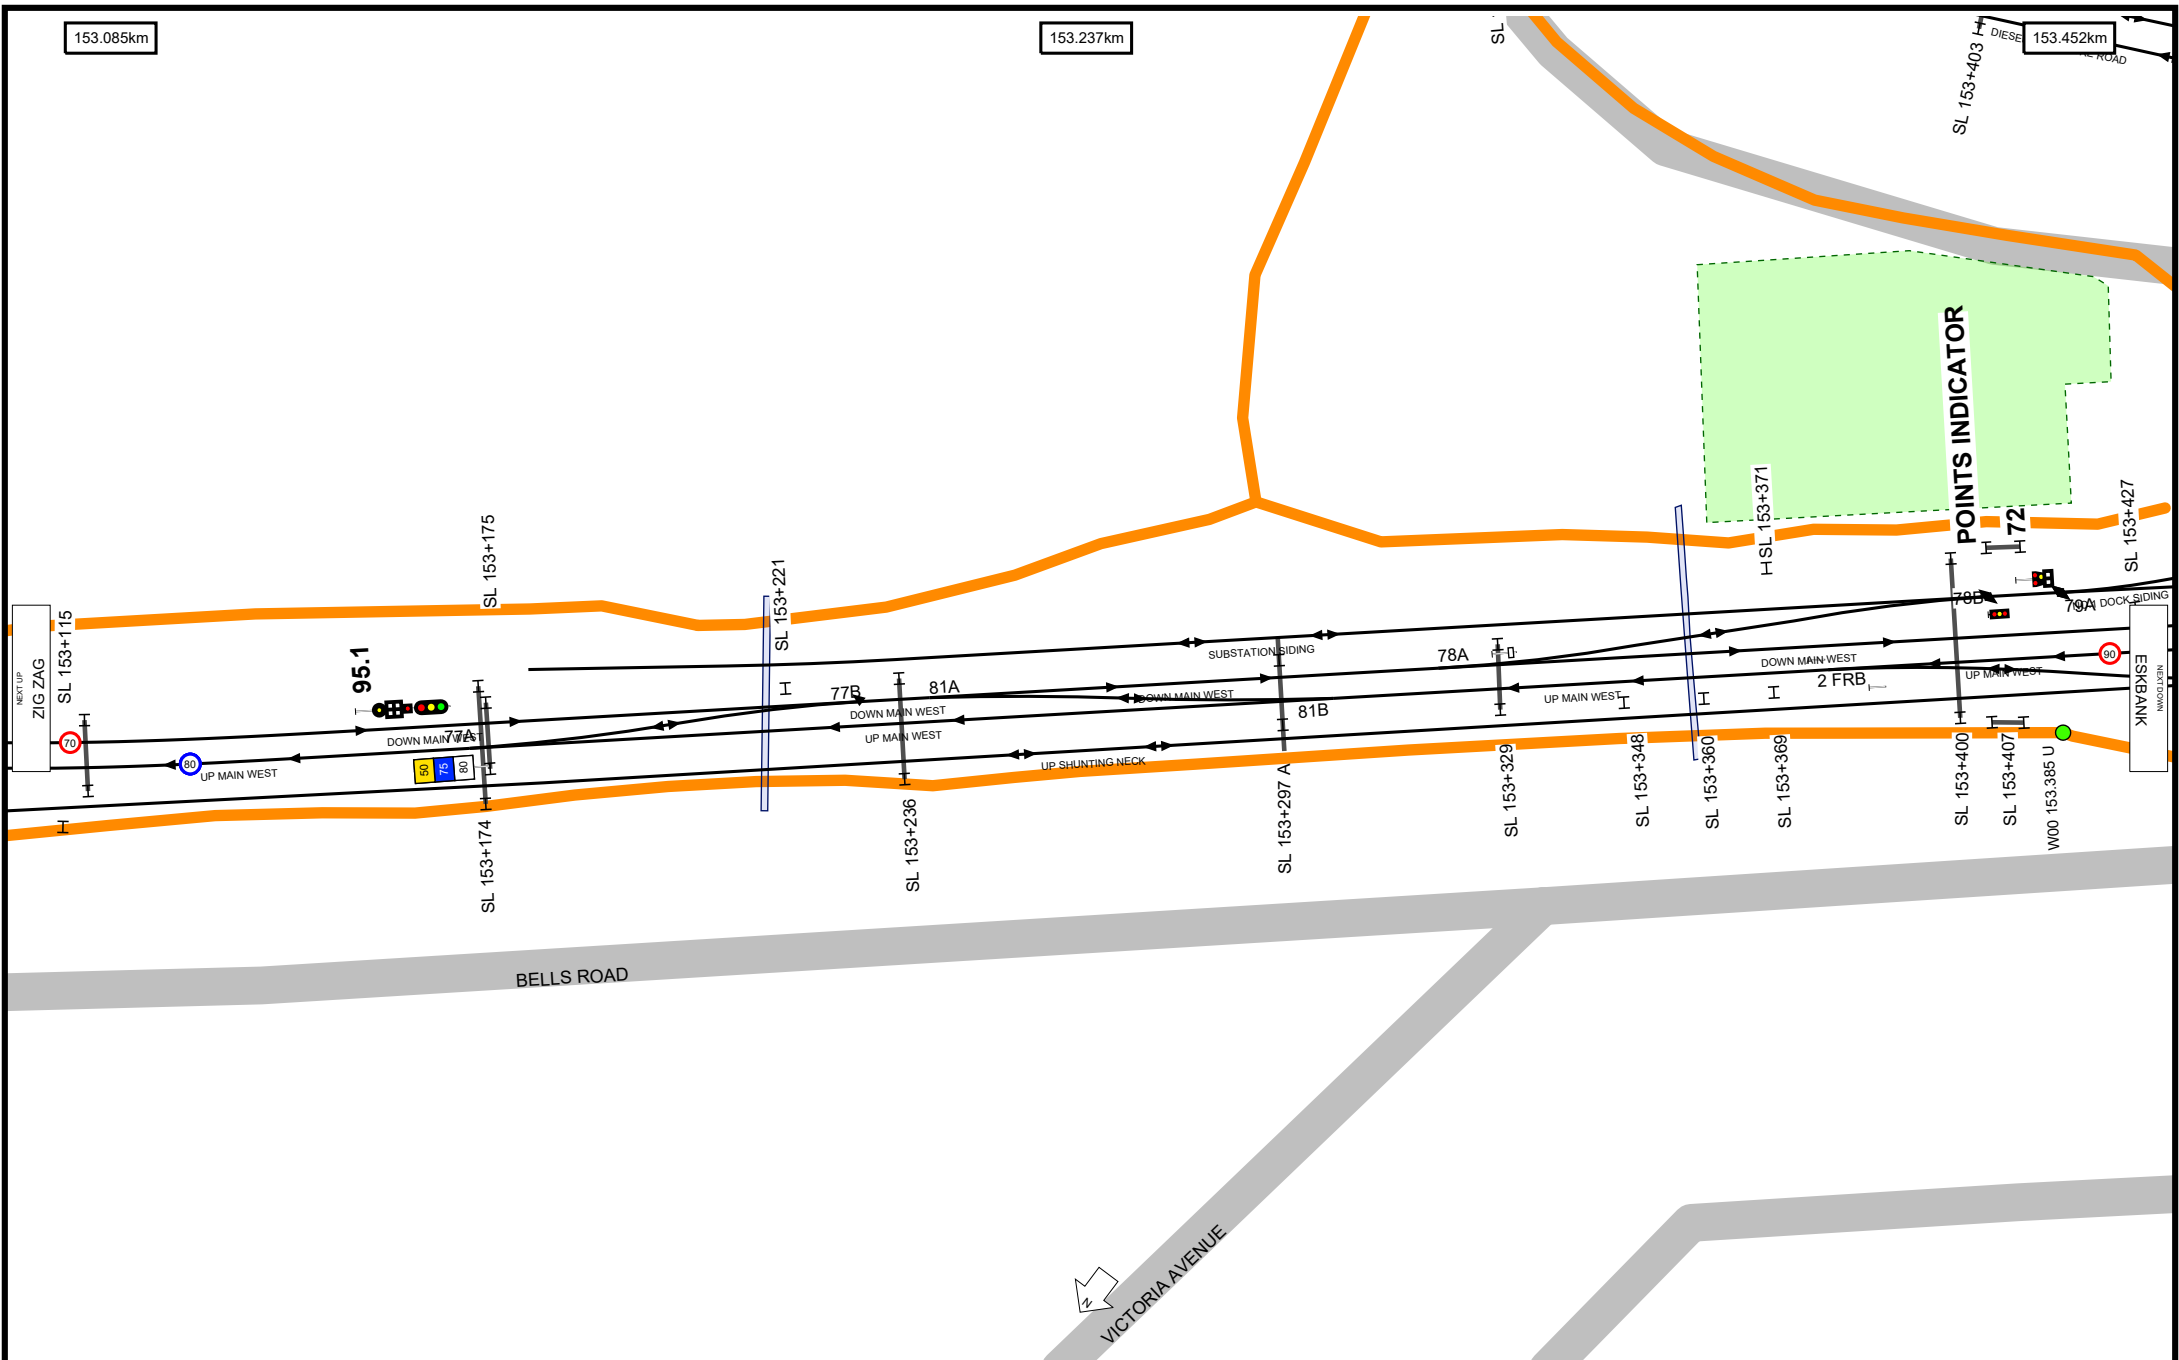 153.085km
153.237km
153.452km
SL 153+403
ROAD
SL
POINTS INDICATOR
72
SL 153+371
SL 153+427
SL 153+175
SL 153+221
SL 153+115
NEXT UP
ZIG ZAG
95.1
70
80
DOWN MAIN WEST
77A
UP MAIN WEST
50
75
80
77B
81A
DOWN MAIN WEST
UP MAIN WEST
SUBSTATION SIDING
DOWN MAIN WEST
81B
UP SHUNTING NECK
78A
UP MAIN WEST
DOWN MAIN WEST
2 FRB
UP MAIN WEST
78B
79A
DOCK SIDING
90
ESKBANK
NEXT DOWN
SL 153+174
SL 153+236
SL 153+297 A
SL 153+329
SL 153+348
SL 153+360
SL 153+369
SL 153+400
SL 153+407
W00 153.385 U
BELLS ROAD
VICTORIA AVENUE
N